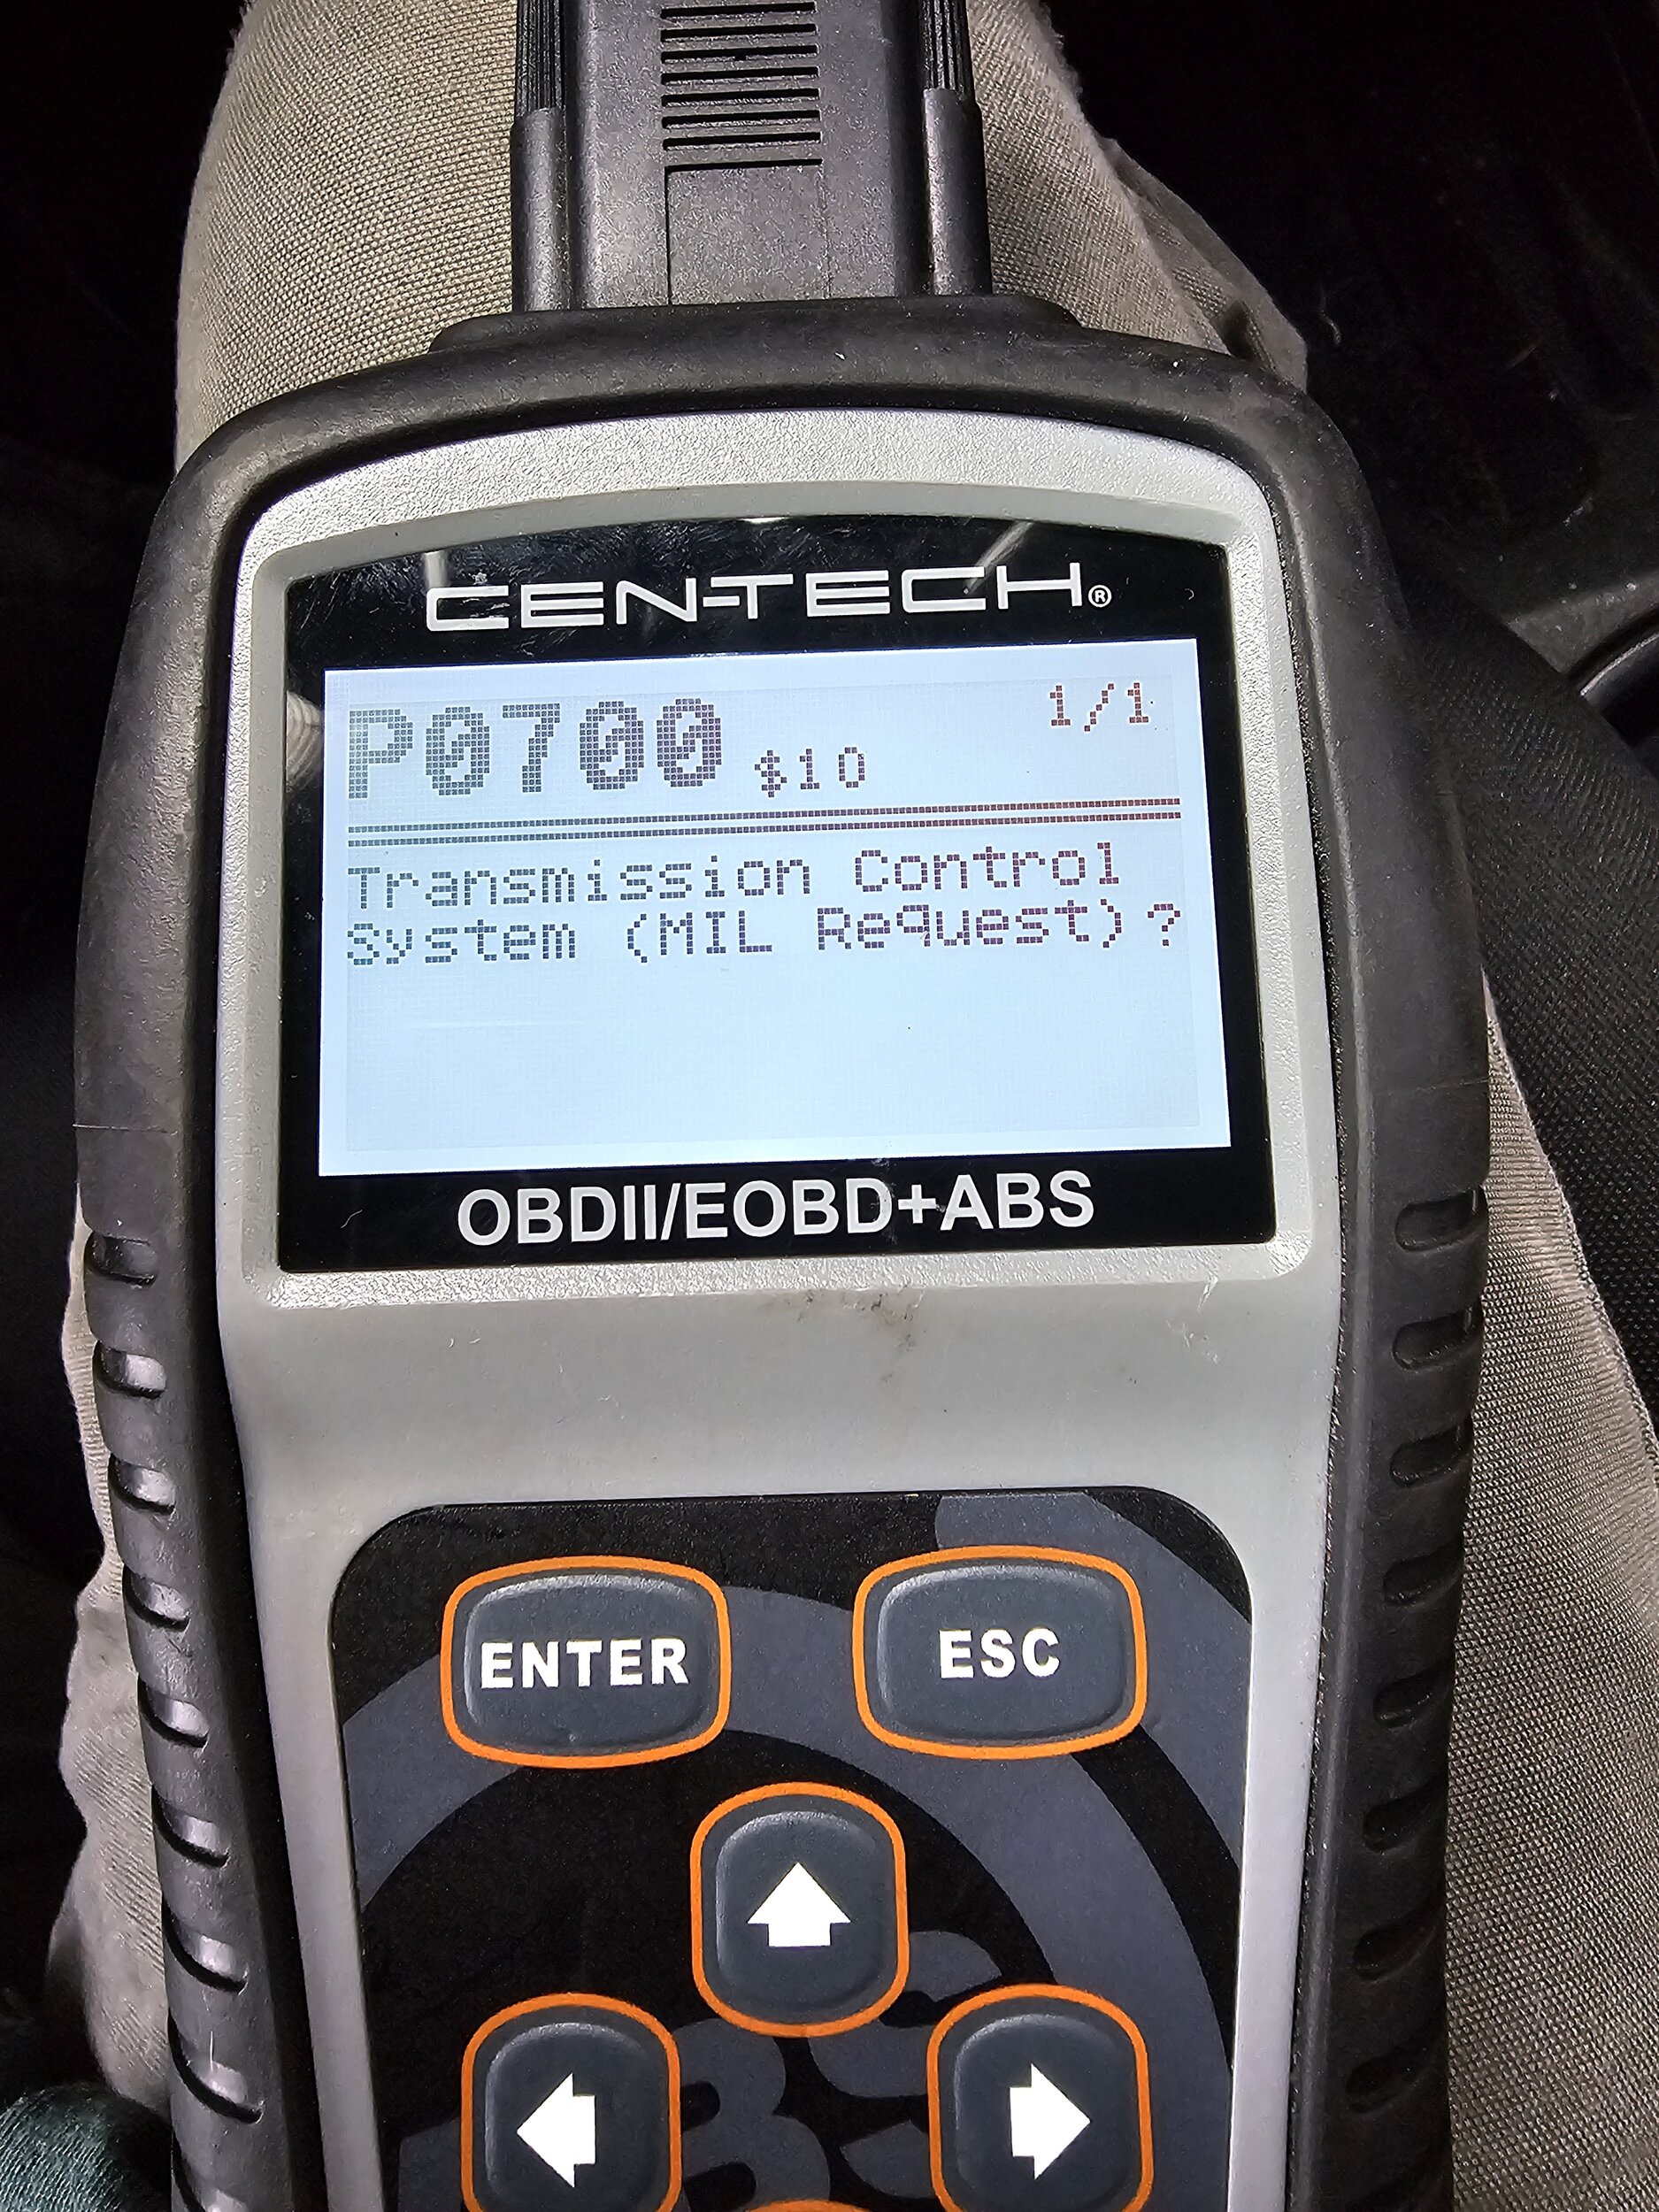 CEN-TECH®
P0700 $10 1/1
Transmission Control
System (MIL Request)?
OBDII/EOBD+ABS
ENTER ESC